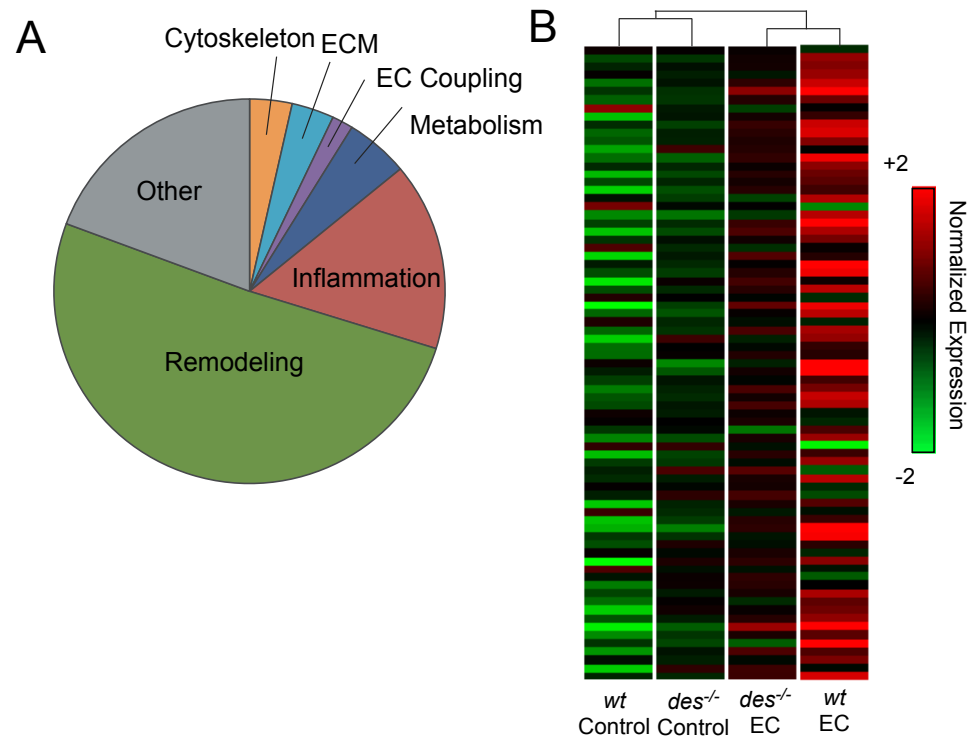 A
Cytoskeleton
ECM
EC Coupling
Metabolism
Other
Inflammation
Remodeling
B
+2
Normalized Expression
-2
wt
Control
des-/-
Control
des-/-
EC
wt
EC